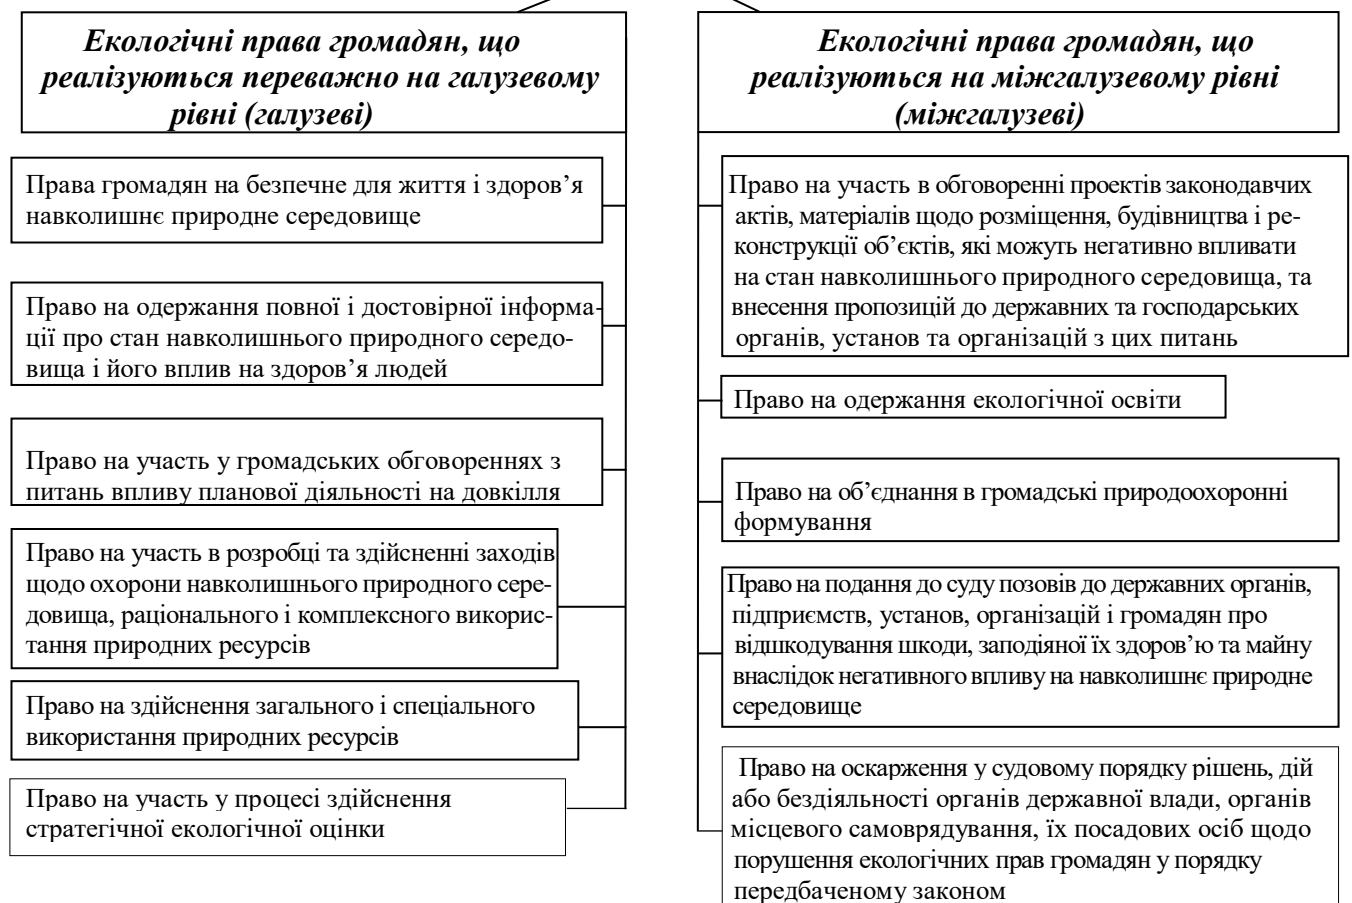 Екологічні права громадян, що
реалізуються переважно на галузевому
рівні (галузеві)
Права громадян на безпечне для життя і здоров’я
навколишнє природне середовище
Право на одержання повної і достовірної інформа-
ції про стан навколишнього природного середо-
вища і його вплив на здоров’я людей
Право на участь у громадських обговореннях з
питань впливу планової діяльності на довкілля
Право на участь в розробці та здійсненні заходів
щодо охорони навколишнього природного сере-
довища, раціонального і комплексного викорис-
тання природних ресурсів
Право на здійснення загального і спеціального
використання природних ресурсів
Право на участь у процесі здійснення
стратегічної екологічної оцінки
Екологічні права громадян, що
реалізуються на міжгалузевому рівні
(міжгалузеві)
Право на участь в обговоренні проектів законодавчих
актів, матеріалів щодо розміщення, будівництва і ре-
конструкції об’єктів, які можуть негативно впливати
на стан навколишнього природного середовища, та
внесення пропозицій до державних та господарських
органів, установ та організацій з цих питань
Право на одержання екологічної освіти
Право на об’єднання в громадські природоохоронні
формування
Право на подання до суду позовів до державних органів,
підприємств, установ, організацій і громадян про
відшкодування шкоди, заподіяної їх здоров’ю та майну
внаслідок негативного впливу на навколишнє природне
середовище
Право на оскарження у судовому порядку рішень, дій
або бездіяльності органів державної влади, органів
місцевого самоврядування, їх посадових осіб щодо
порушення екологічних прав громадян у порядку
передбаченому законом